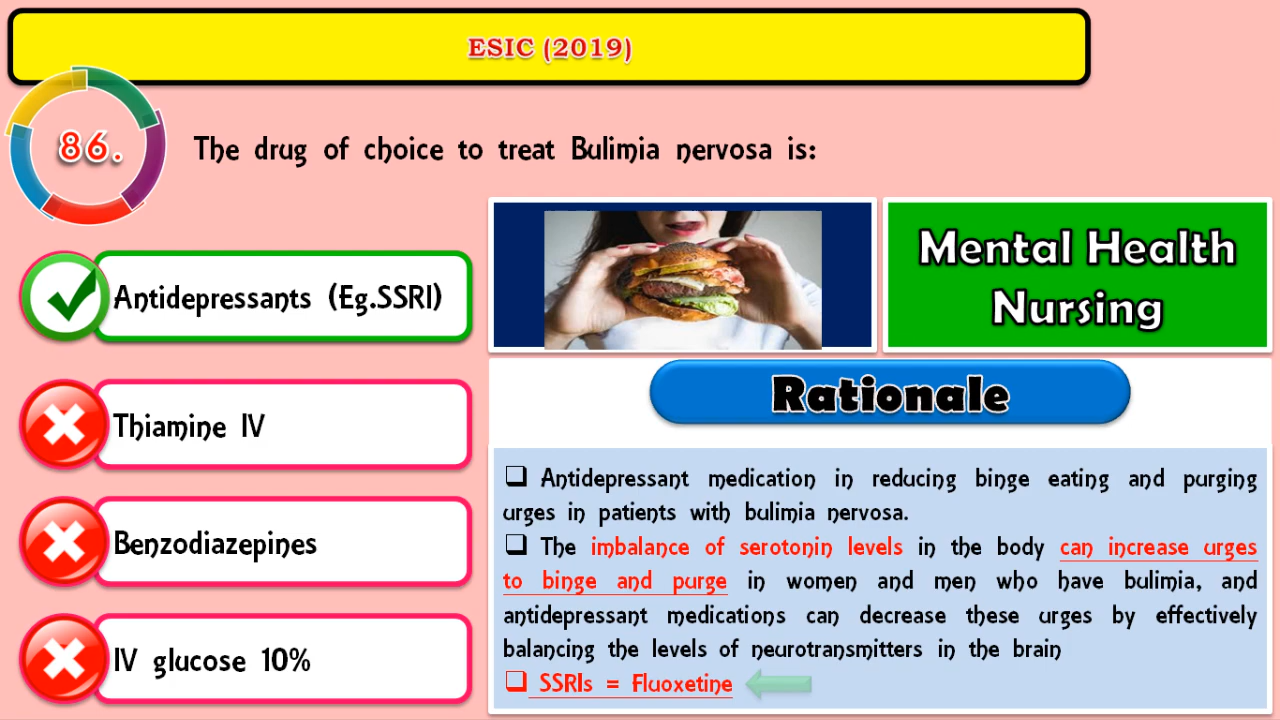 ESIC (2019)
86.
The drug of choice to treat Bulimia nervosa is:
Antidepressants (Eg.SSRI)
Thiamine IV
Benzodiazepines
IV glucose 10%
Mental Health
Nursing
Rationale
❑ Antidepressant medication in reducing binge eating and purging
urges in patients with bulimia nervosa.
❑ The imbalance of serotonin levels in the body can increase urges
to binge and purge in women and men who have bulimia, and
antidepressant medications can decrease these urges by effectively
balancing the levels of neurotransmitters in the brain
❑ SSRIs = Fluoxetine